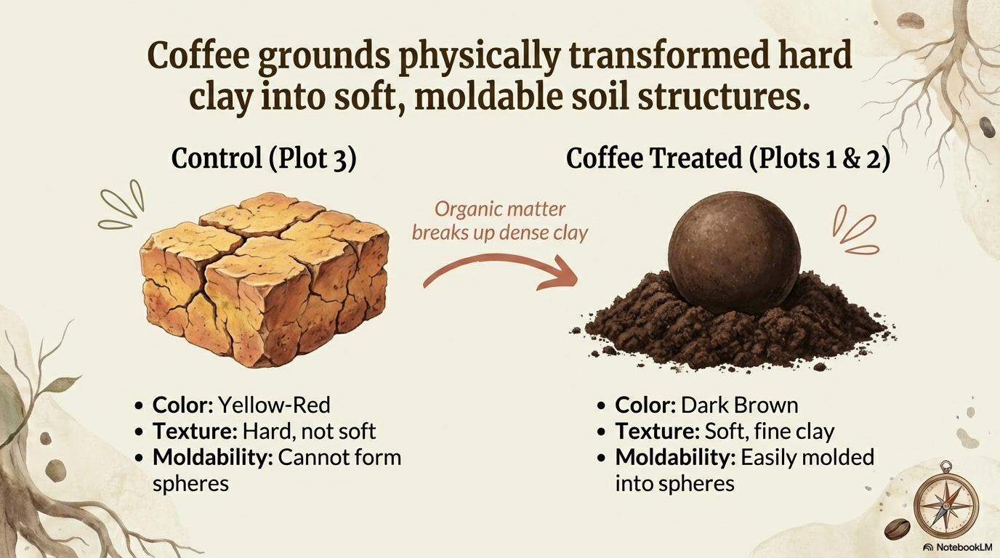 Coffee grounds physically transformed hard
clay into soft, moldable soil structures.
Control (Plot 3)
Organic matter
breaks up dense clay
Coffee Treated (Plots 1 & 2)
• Color: Yellow-Red
• Texture: Hard, not soft
• Moldability: Cannot form
spheres
• Color: Dark Brown
• Texture: Soft, fine clay
• Moldability: Easily molded
into spheres
NotebookLM